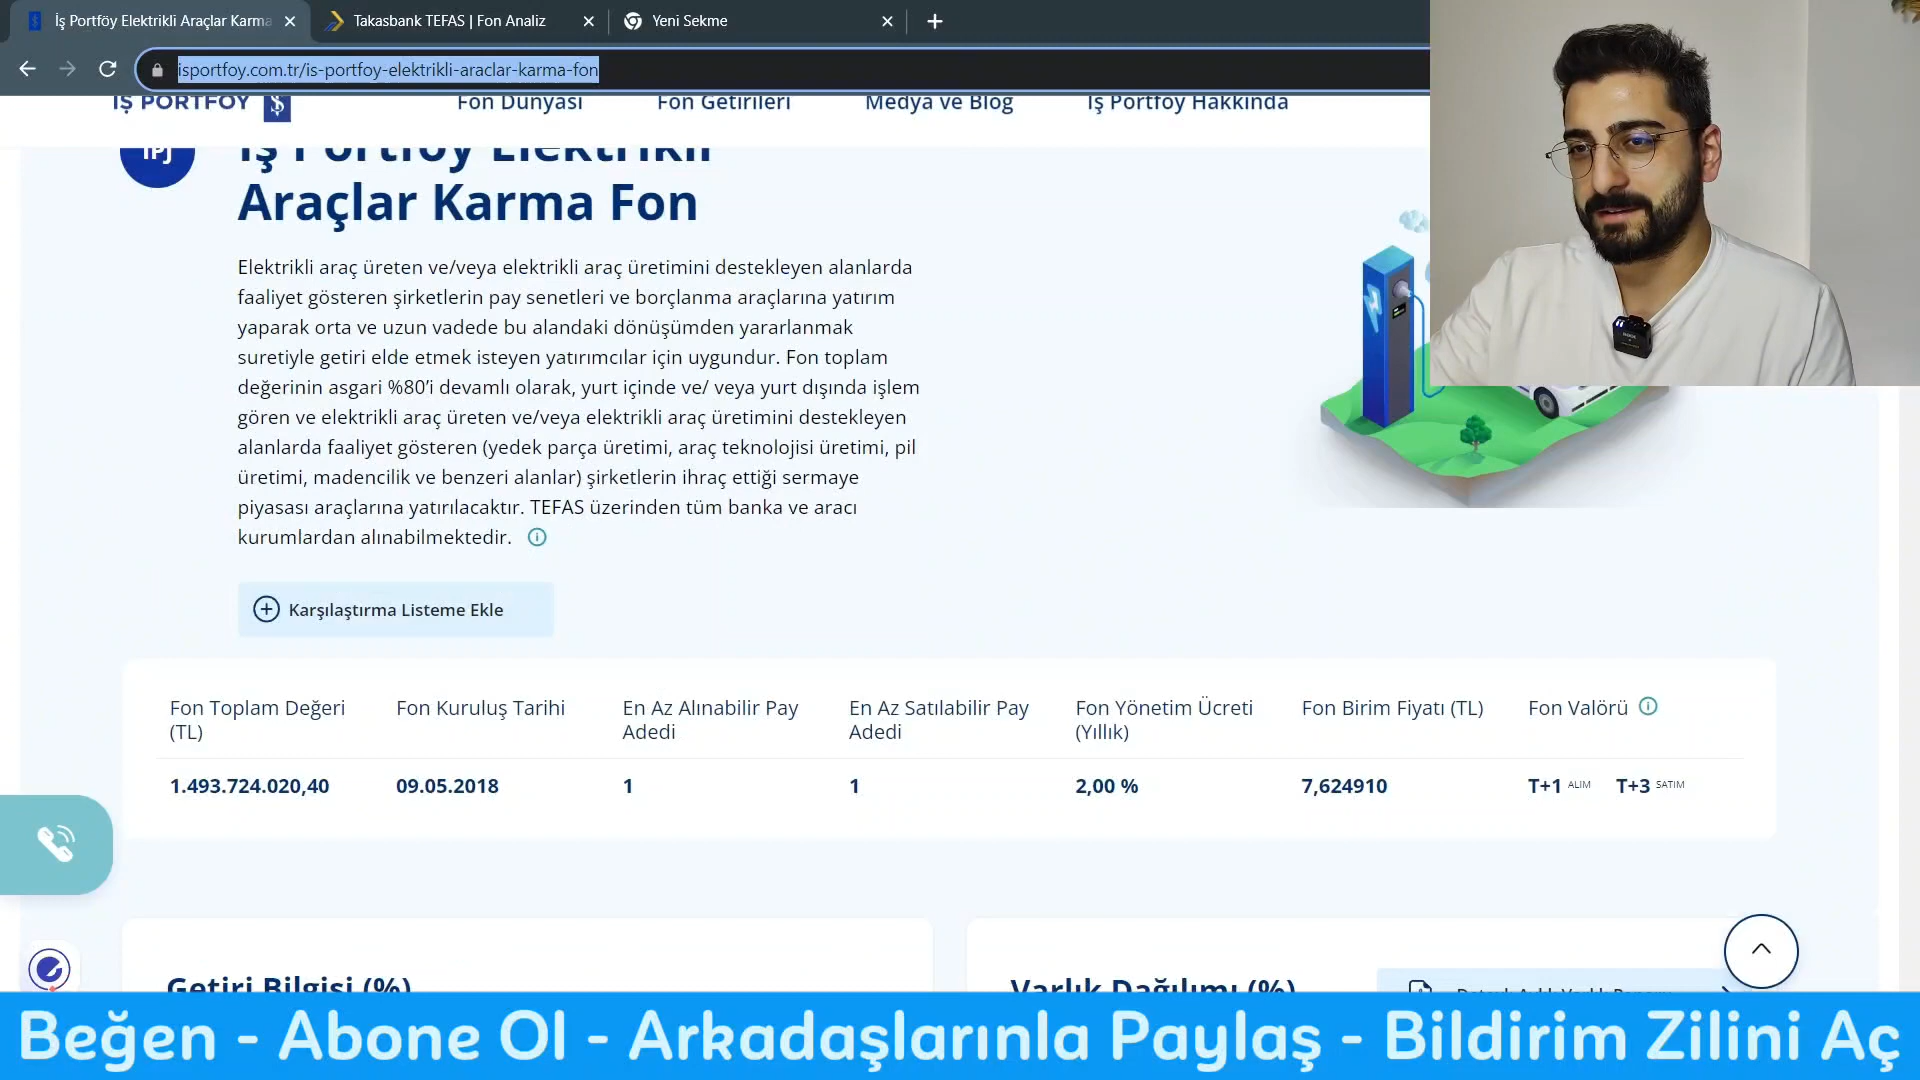 İş Portföy Elektrikli Araçlar Karma
Takasbank TEFAS | Fon Analiz
Yeni Sekme
isportfoy.com.tr/is-portfoy-elektrikli-araclar-karma-fon
İŞ PORTFÖY
Fon Dünyası
Fon Getirileri
Medya ve Blog
İş Portföy Hakkında
IPJ
İş Portföy Elektrikli
Araçlar Karma Fon
Elektrikli araç üreten ve/veya elektrikli araç üretimini destekleyen alanlarda
faaliyet gösteren şirketlerin pay senetleri ve borçlanma araçlarına yatırım
yaparak orta ve uzun vadede bu alandaki dönüşümden yararlanmak
suretiyle getiri elde etmek isteyen yatırımcılar için uygundur. Fon toplam
değerinin asgari %80’i devamlı olarak, yurt içinde ve/ veya yurt dışında işlem
gören ve elektrikli araç üreten ve/veya elektrikli araç üretimini destekleyen
alanlarda faaliyet gösteren (yedek parça üretimi, araç teknolojisi üretimi, pil
üretimi, madencilik ve benzeri alanlar) şirketlerin ihraç ettiği sermaye
piyasası araçlarına yatırılacaktır. TEFAS üzerinden tüm banka ve aracı
kurumlardan alınabilmektedir.
Karşılaştırma Listeme Ekle
Fon Toplam Değeri
(TL)
1.493.724.020,40
Fon Kuruluş Tarihi
09.05.2018
En Az Alınabilir Pay
Adedi
1
En Az Satılabilir Pay
Adedi
1
Fon Yönetim Ücreti
(Yıllık)
2,00 %
Fon Birim Fiyatı (TL)
7,624910
Fon Valörü
T+1 ALIM T+3 SATIM
Getiri Bilgisi (%)
Varlık Dağılımı (%)
Beğen - Abone Ol - Arkadaşlarınla Paylaş - Bildirim Zilini Aç